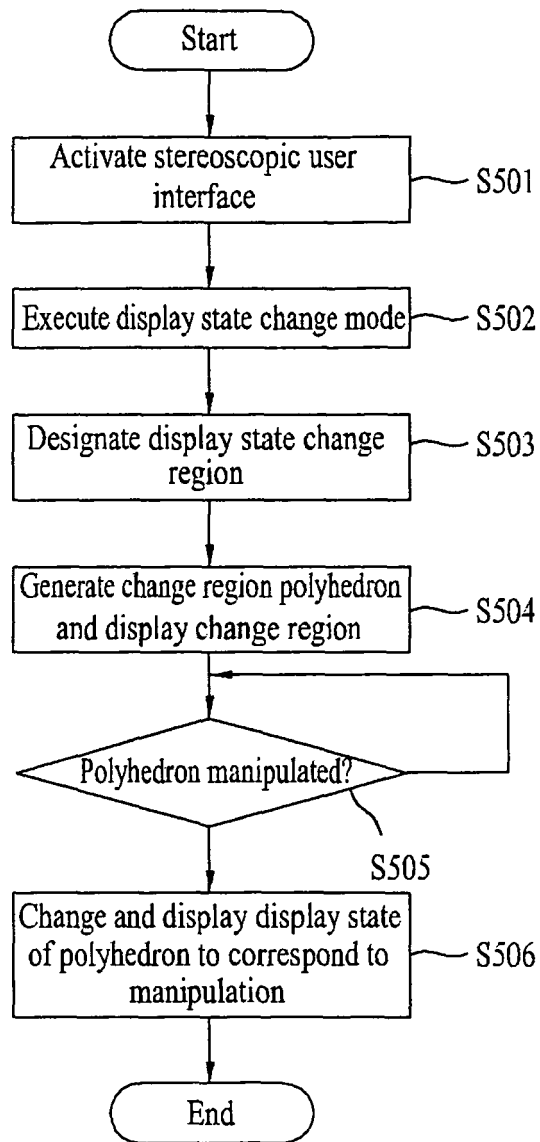 Start
Activate stereoscopic user
interface
S501
Execute display state change mode
S502
Designate display state change
region
S503
Generate change region polyhedron
and display change region
S504
Polyhedron manipulated?
S505
Change and display display state
of polyhedron to correspond to
manipulation
S506
End